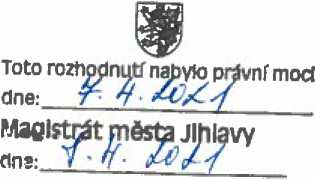 Toto rozhodnutí nabylo právní moci
dne: 7. 4. 2021
Magistrát města Jihlavy
dne: 8. 4. 2021